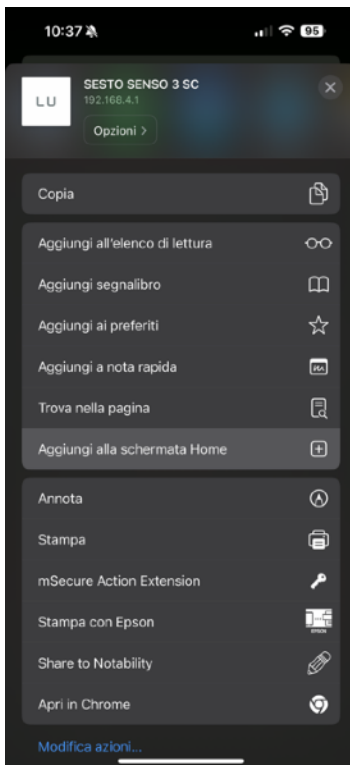 10:37
95
LU
SESTO SENSO 3 SC
192.168.4.1
Opzioni >
Copia
Aggiungi all'elenco di lettura
Aggiungi segnalibro
Aggiungi ai preferiti
Aggiungi a nota rapida
Trova nella pagina
Aggiungi alla schermata Home
Annota
Stampa
mSecure Action Extension
Stampa con Epson
EPSON
Share to Notability
Apri in Chrome
Modifica azioni...